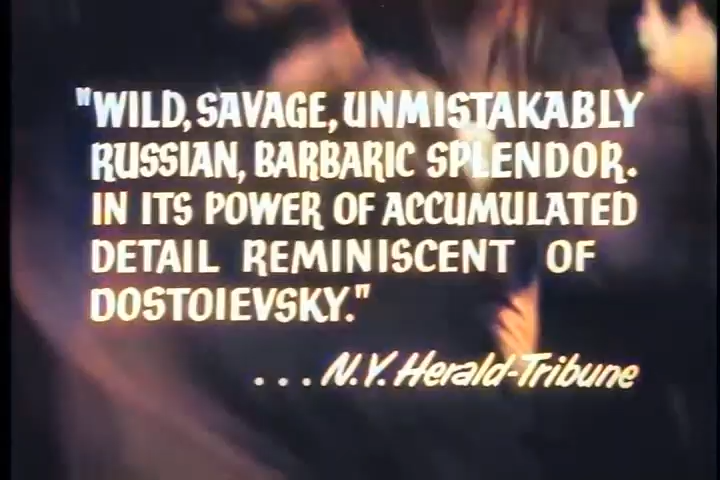 "WILD, SAVAGE, UNMISTAKABLY
RUSSIAN, BARBARIC SPLENDOR.
IN ITS POWER OF ACCUMULATED
DETAIL REMINISCENT OF
DOSTOIEVSKY."
...N.Y. Herald-Tribune